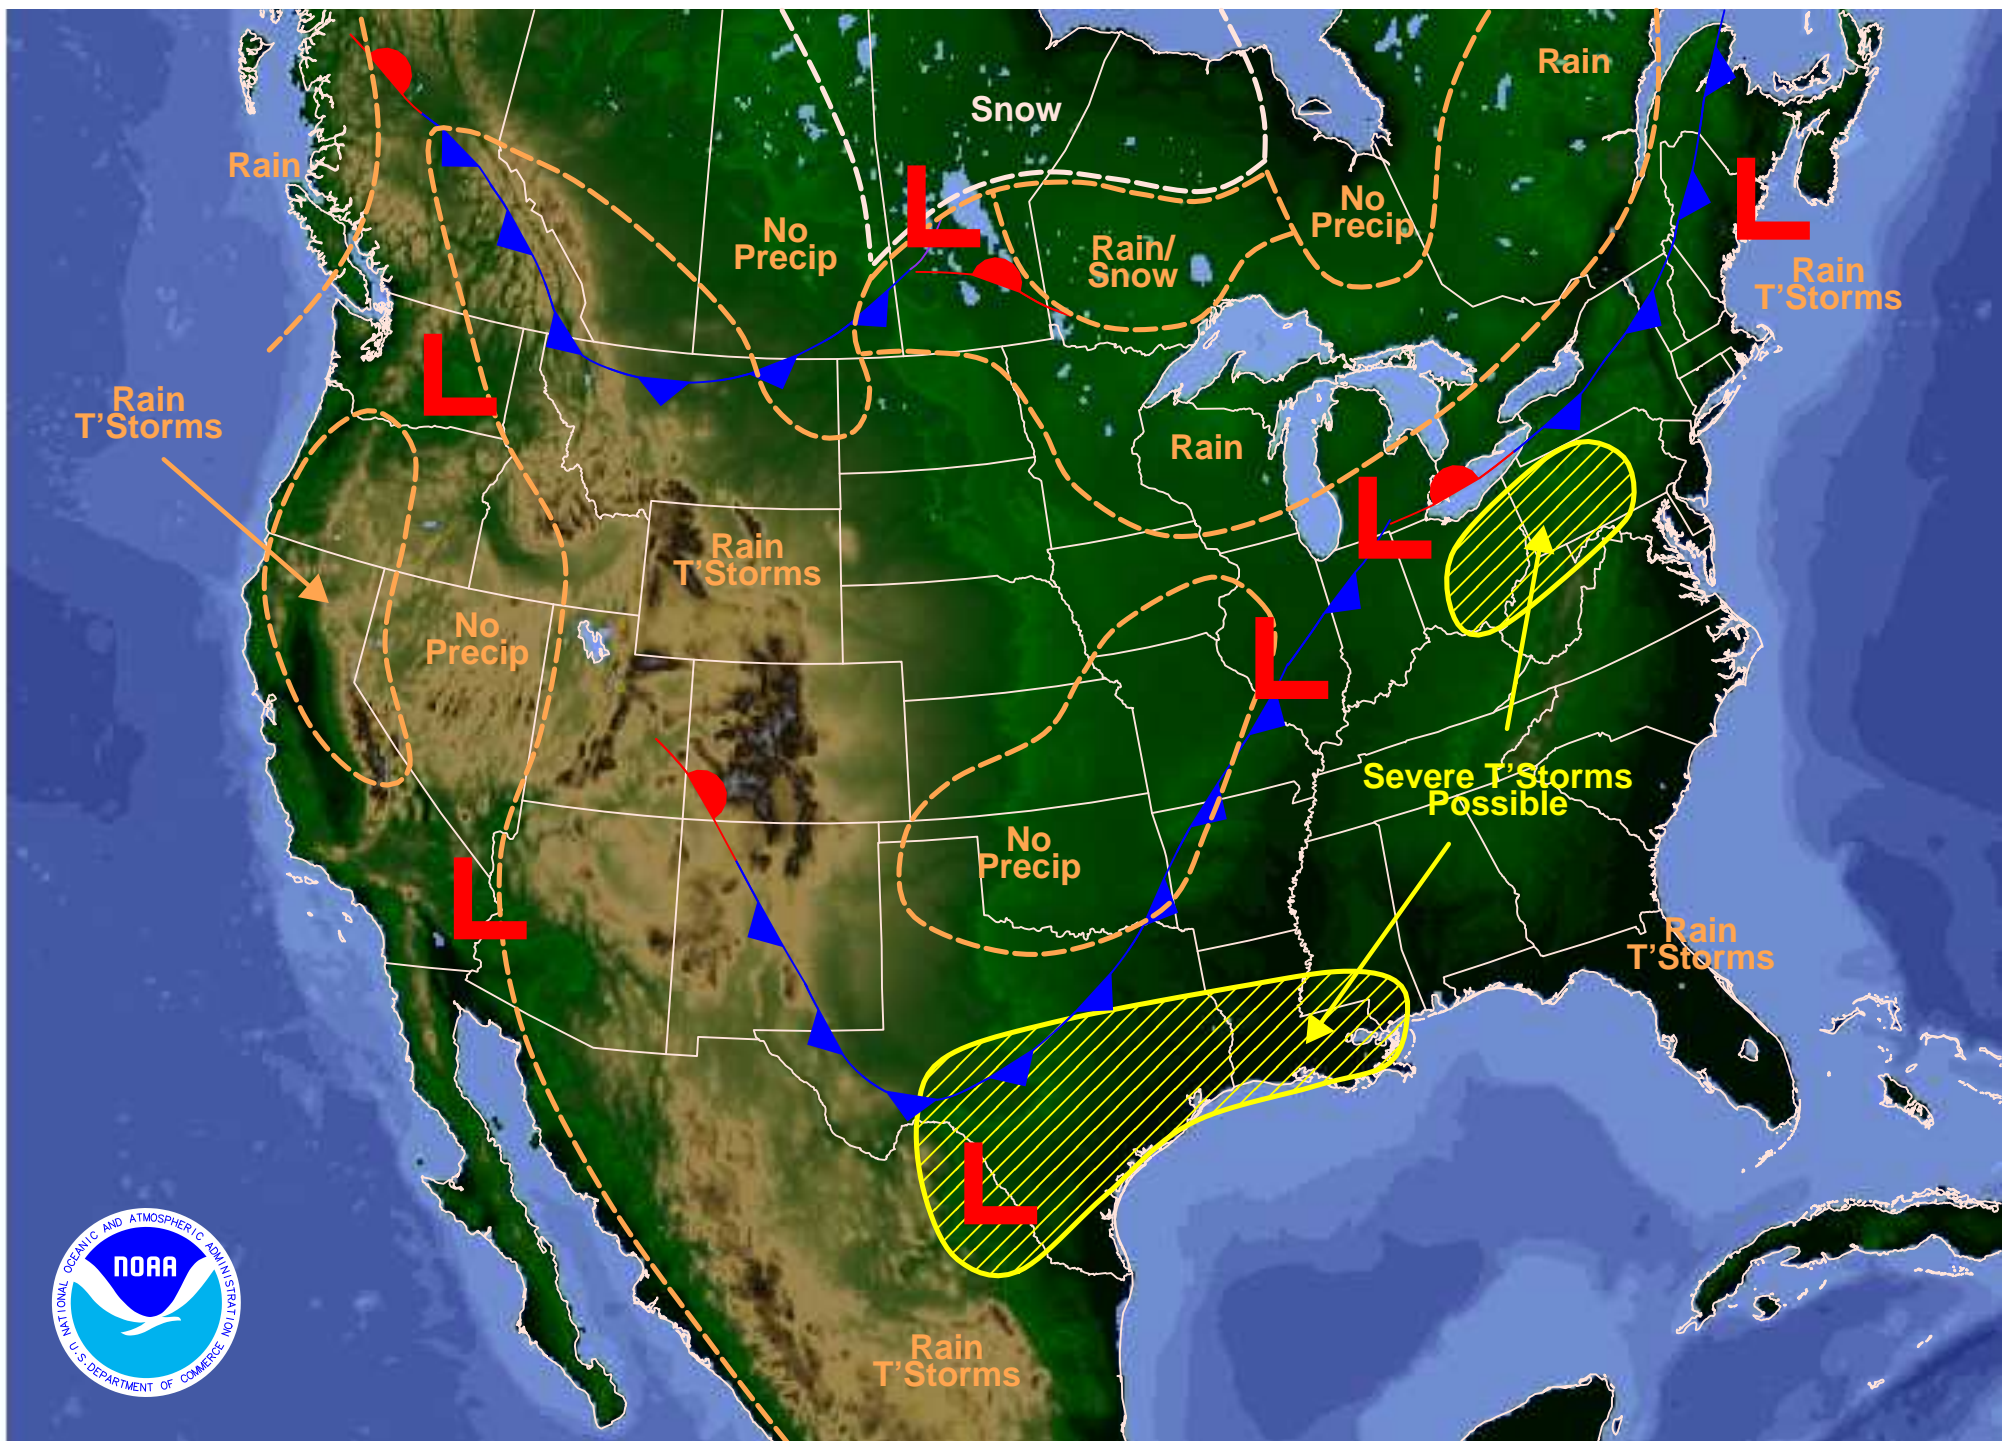 Rain
Snow
Rain
No
Precip
No
Precip
Rain/
Snow
Rain
T'Storms
Rain
T'Storms
Rain
Rain
T'Storms
No
Precip
Severe T'Storms
Possible
No
Precip
Rain
T'Storms
Rain
T'Storms
L
L
L
L
L
L
L
NATIONAL OCEANIC AND ATMOSPHERIC ADMINISTRATION
NOAA
U.S. DEPARTMENT OF COMMERCE